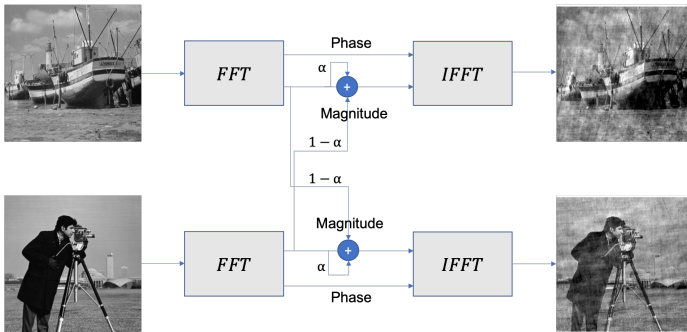 Phase
FFT
α
+
IFFT
Magnitude
1 − α
1 − α
Magnitude
FFT
α
+
IFFT
Phase